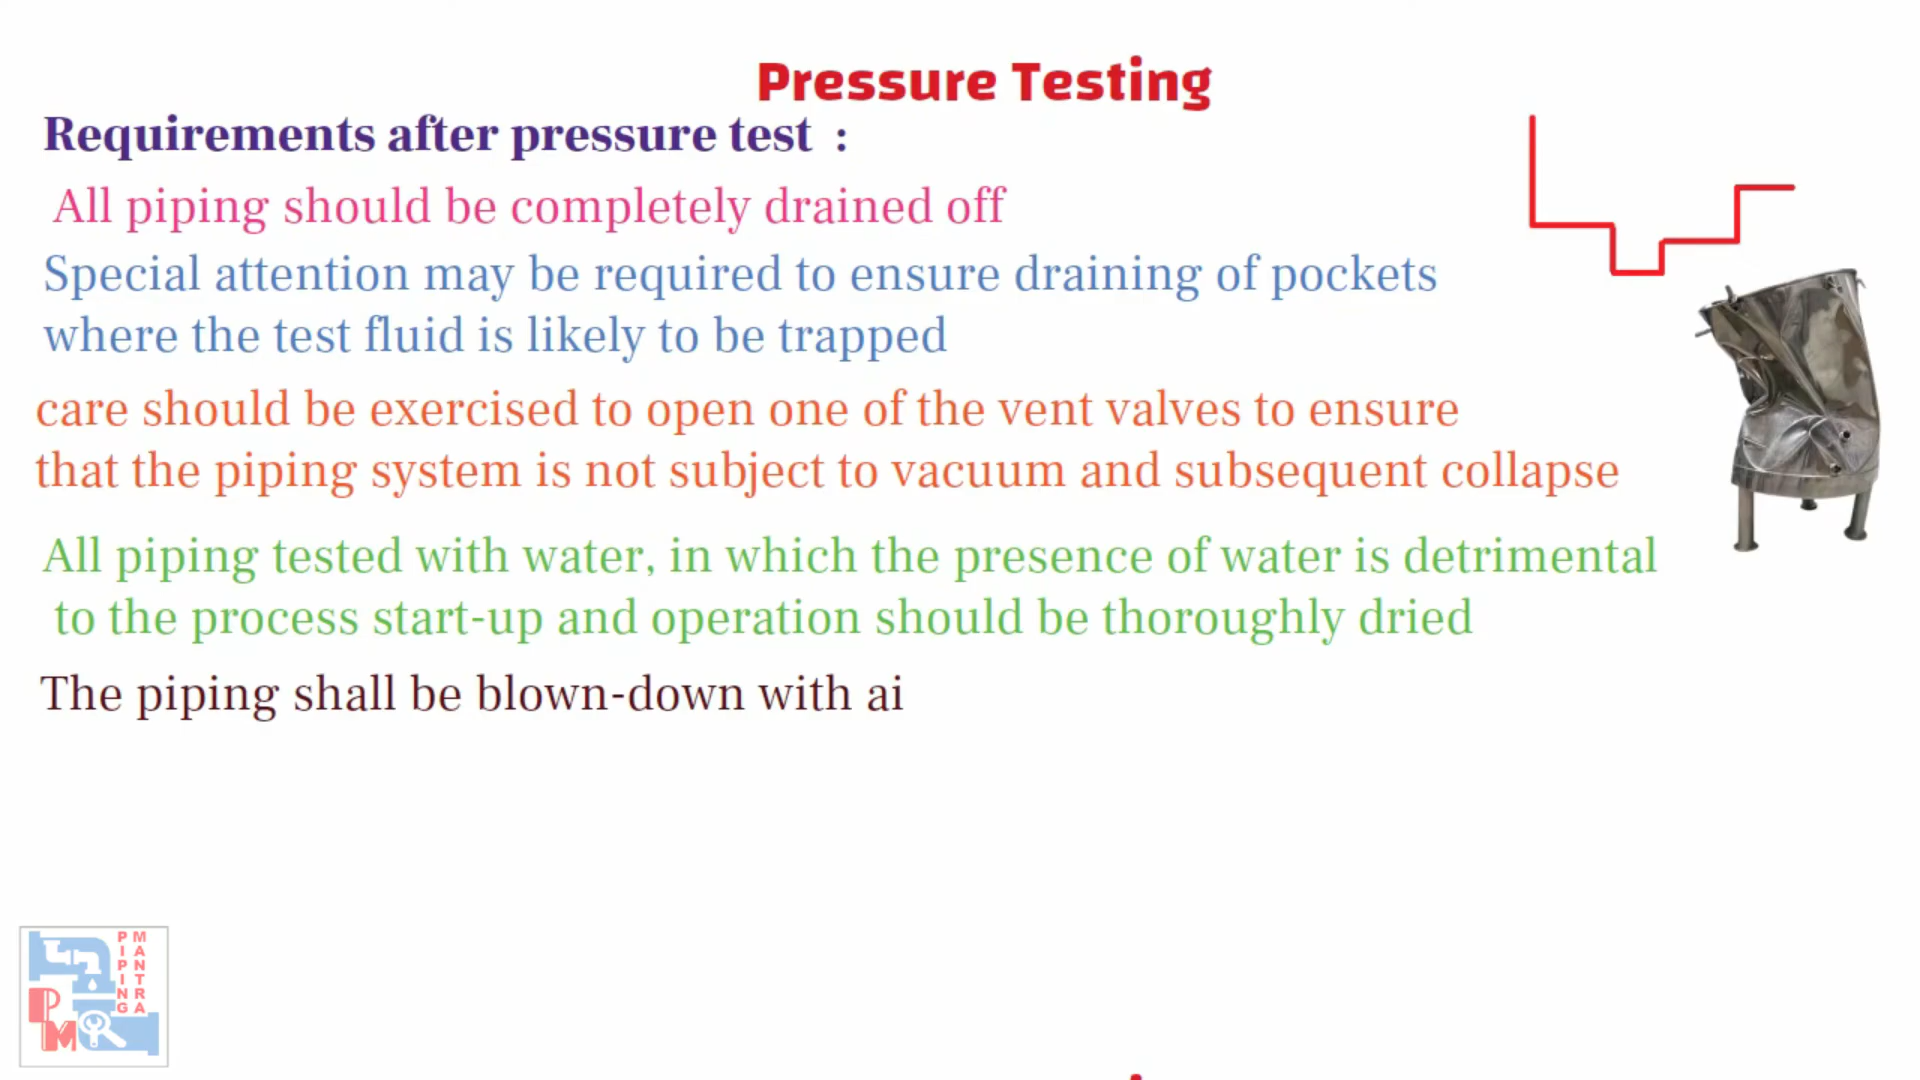 Pressure Testing
Requirements after pressure test :
All piping should be completely drained off
Special attention may be required to ensure draining of pockets
where the test fluid is likely to be trapped
care should be exercised to open one of the vent valves to ensure
that the piping system is not subject to vacuum and subsequent collapse
All piping tested with water, in which the presence of water is detrimental
to the process start-up and operation should be thoroughly dried
The piping shall be blown-down with ai
PIPING
MANTRA
PM